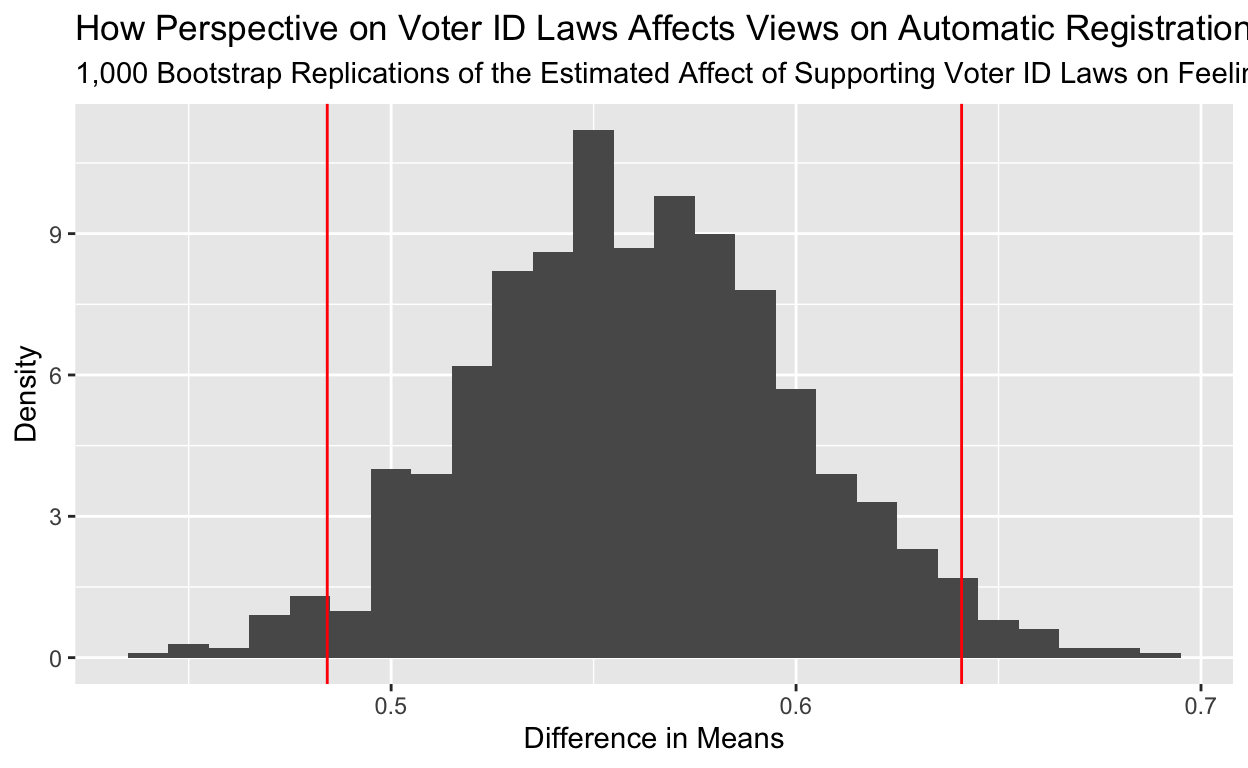 How Perspective on Voter ID Laws Affects Views on Automatic Registration
1,000 Bootstrap Replications of the Estimated Affect of Supporting Voter ID Laws on
Density
9
6
3
0
0.5
0.6
0.7
Difference in Means